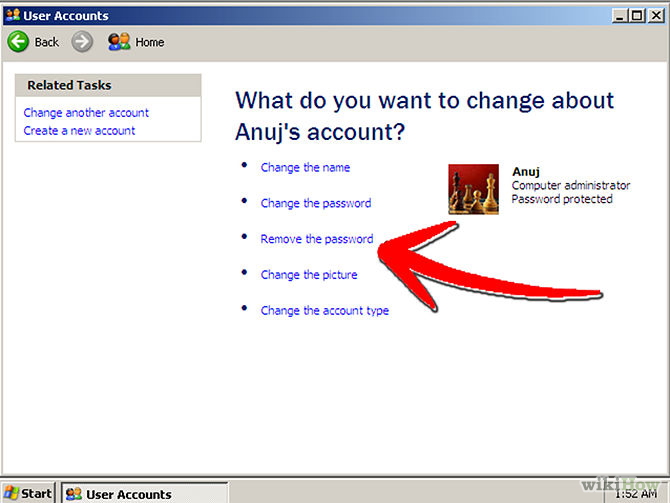 User Accounts
Back
Home
Related Tasks
Change another account
Create a new account
What do you want to change about
Anuj's account?
Change the name
Change the password
Remove the password
Change the picture
Change the account type
Anuj
Computer administrator
Password protected
Start
User Accounts
1:52 AM
wikiHow